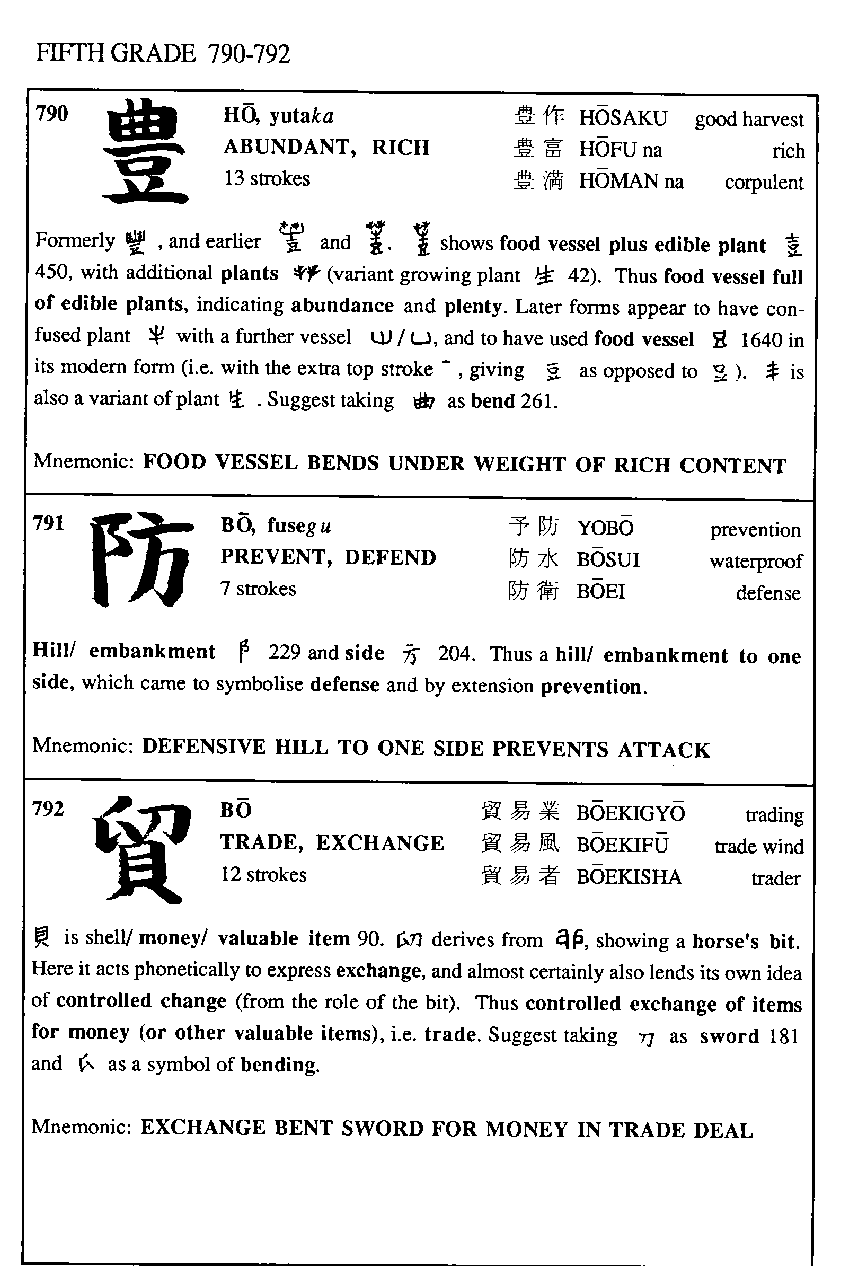 FIFTH GRADE 790-792
790 豊 HŌ, yutaka 豊作 HŌSAKU good harvest
ABUNDANT, RICH 豊富 HŌFU na rich
13 strokes 豊満 HŌMAN na corpulent
Formerly 豐, and earlier and . shows food vessel plus edible plant
450, with additional plants (variant growing plant 生 42). Thus food vessel full
of edible plants, indicating abundance and plenty. Later forms appear to have con-
fused plant with a further vessel 凵 / 凵, and to have used food vessel 1640 in
its modern form (i.e. with the extra top stroke ー, giving 豆 as opposed to ). 丰 is
also a variant of plant 生. Suggest taking 曲 as bend 261.
Mnemonic: FOOD VESSEL BENDS UNDER WEIGHT OF RICH CONTENT
791 防 BŌ, fusegu 予防 YOBŌ prevention
PREVENT, DEFEND 防水 BŌSUI waterproof
7 strokes 防衛 BŌEI defense
Hill/ embankment 阝 229 and side 方 204. Thus a hill/ embankment to one
side, which came to symbolise defense and by extension prevention.
Mnemonic: DEFENSIVE HILL TO ONE SIDE PREVENTS ATTACK
792 貿 BŌ 貿易業 BŌEKIGYŌ trading
TRADE, EXCHANGE 貿易風 BŌEKIFŪ trade wind
12 strokes 貿易者 BŌEKISHA trader
貝 is shell/ money/ valuable item 90. derives from , showing a horse's bit.
Here it acts phonetically to express exchange, and almost certainly also lends its own idea
of controlled change (from the role of the bit). Thus controlled exchange of items
for money (or other valuable items), i.e. trade. Suggest taking 刀 as sword 181
and as a symbol of bending.
Mnemonic: EXCHANGE BENT SWORD FOR MONEY IN TRADE DEAL